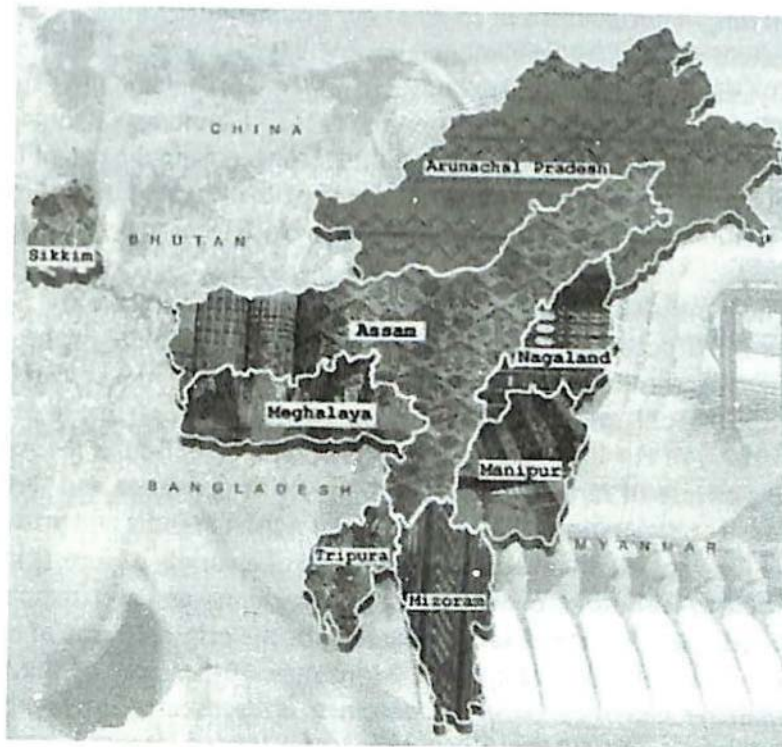 CHINA
Arunachal Pradesh
BHUTAN
Sikkim
Assam
Nagaland
Meghalaya
Manipur
BANGLADESH
MYANMAR
Tripura
Mizoram